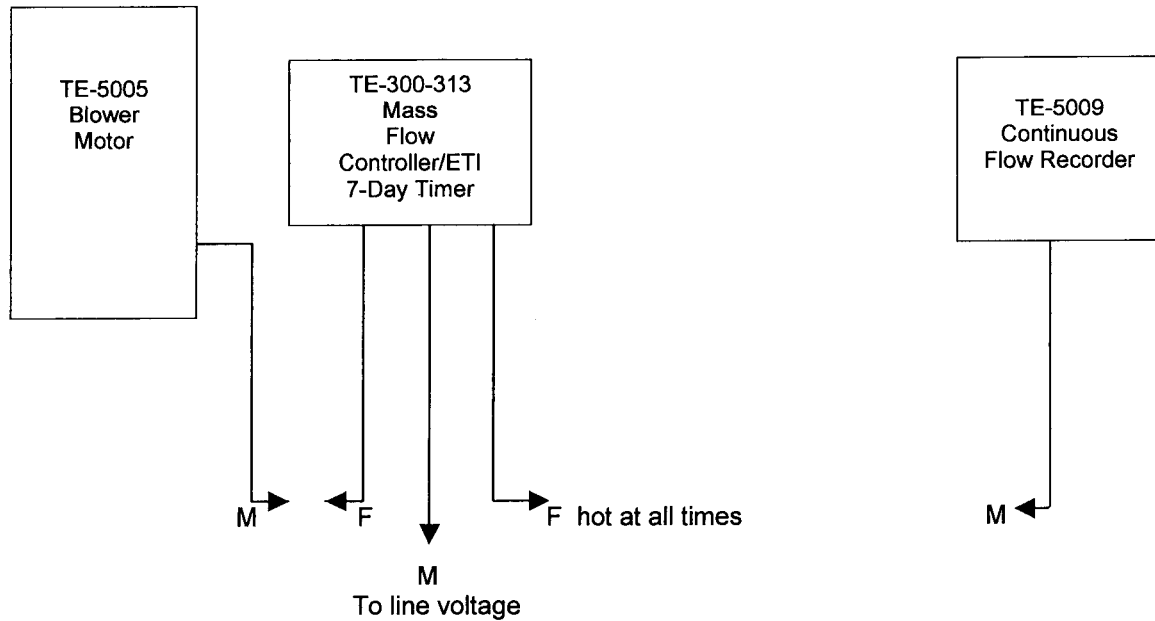 TE-5005
Blower
Motor
TE-300-313
Mass
Flow
Controller/ETI
7-Day Timer
TE-5009
Continuous
Flow Recorder
M
F
F hot at all times
M
M
To line voltage